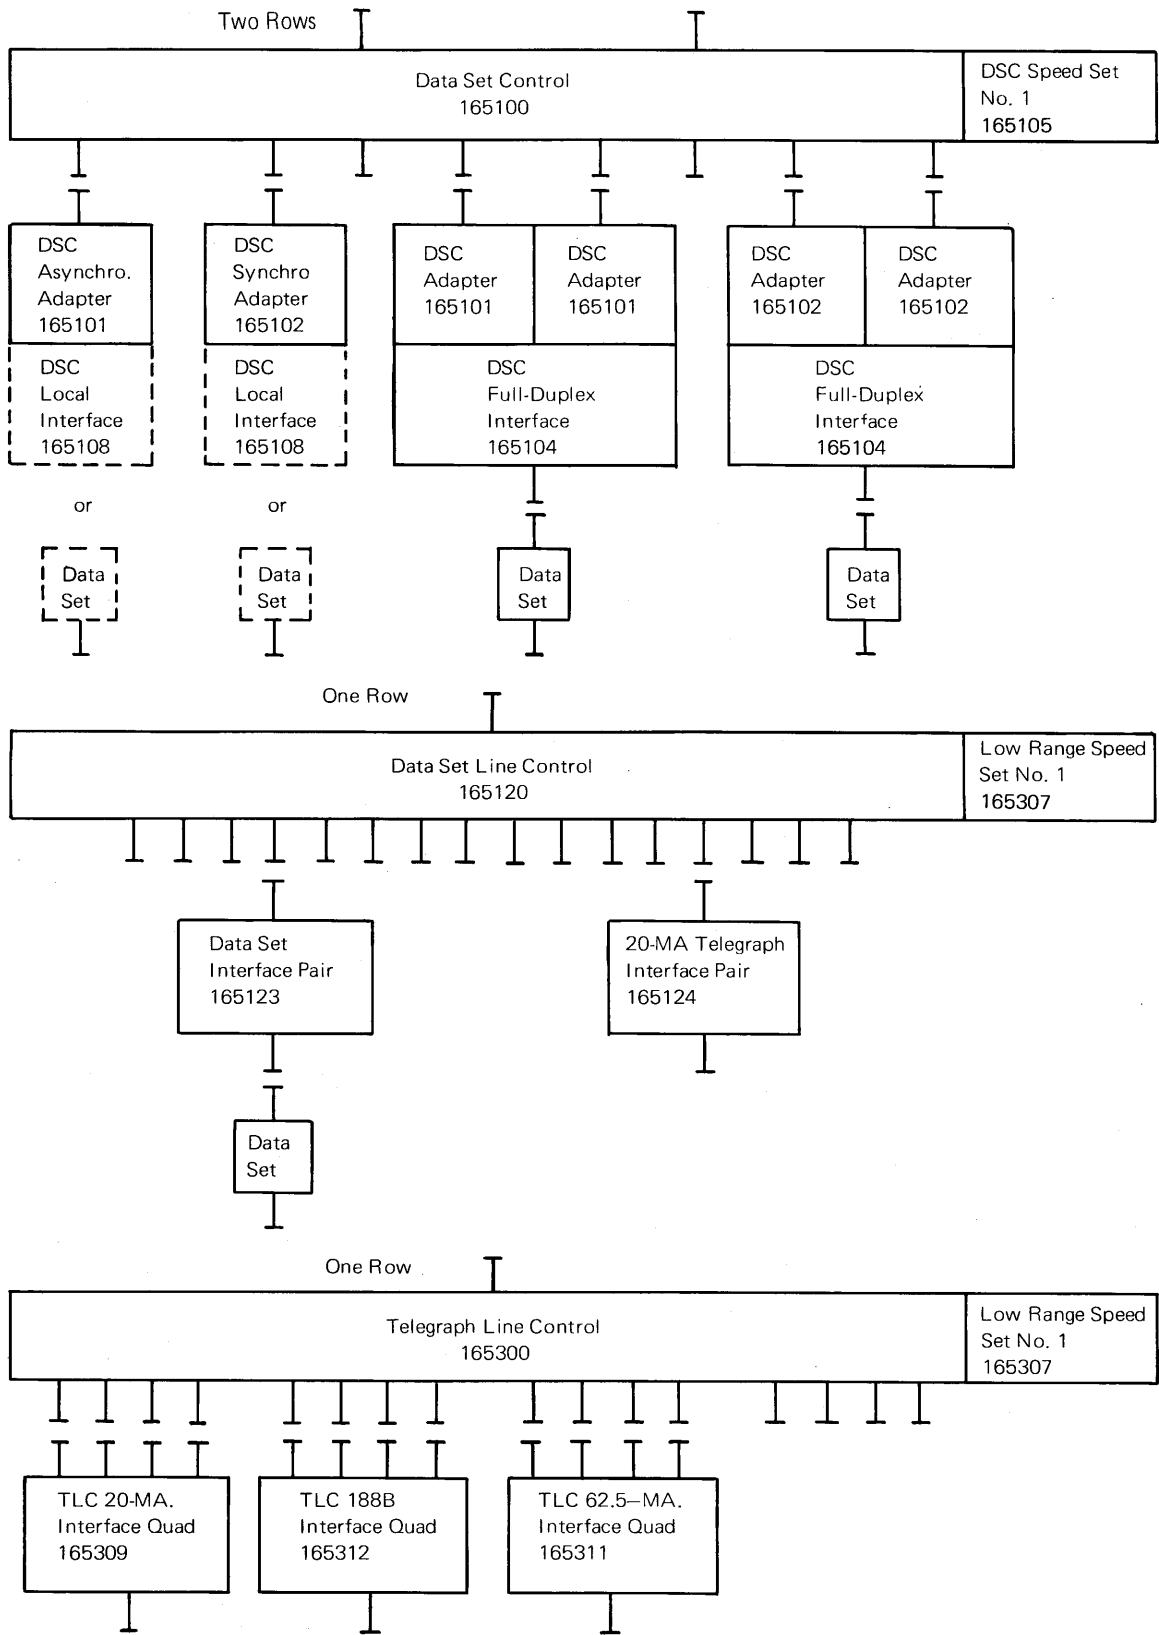 Two Rows
Data Set Control
165100
DSC Speed Set
No. 1
165105
DSC
Asynchro.
Adapter
165101
DSC
Synchro
Adapter
165102
DSC
Adapter
165101
DSC
Adapter
165101
DSC
Adapter
165102
DSC
Adapter
165102
DSC
Local
Interface
165108
DSC
Local
Interface
165108
DSC
Full-Duplex
Interface
165104
DSC
Full-Duplex
Interface
165104
or
or
Data
Set
Data
Set
Data
Set
Data
Set
One Row
Data Set Line Control
165120
Low Range Speed
Set No. 1
165307
Data Set
Interface Pair
165123
20-MA Telegraph
Interface Pair
165124
Data
Set
One Row
Telegraph Line Control
165300
Low Range Speed
Set No. 1
165307
TLC 20-MA.
Interface Quad
165309
TLC 188B
Interface Quad
165312
TLC 62.5–MA.
Interface Quad
165311